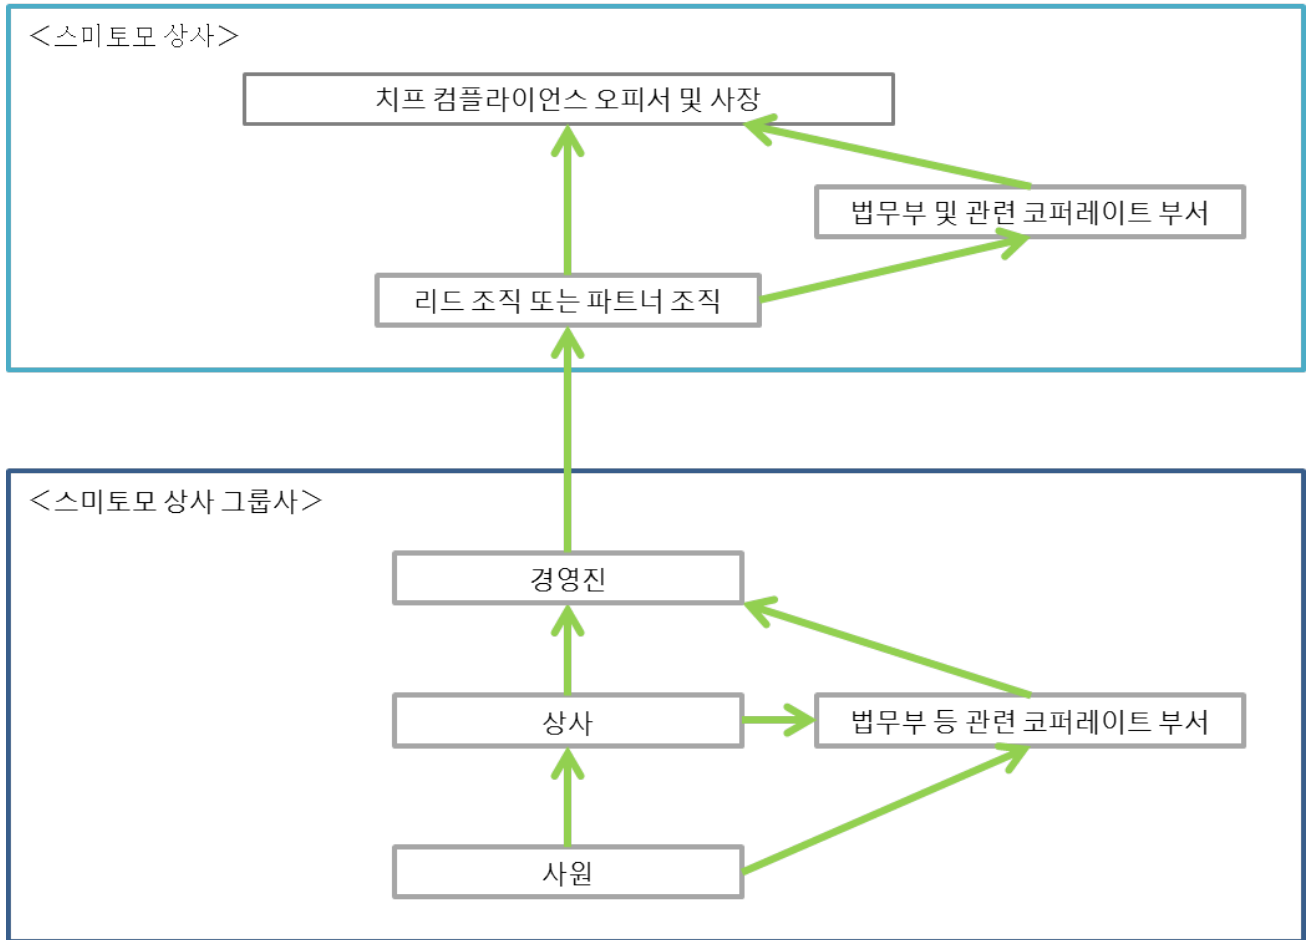 <스미토모 상사>
치프 컴플라이언스 오피서 및 사장
법무부 및 관련 코퍼레이트 부서
리드 조직 또는 파트너 조직
<스미토모 상사 그룹사>
경영진
상사
법무부 등 관련 코퍼레이트 부서
사원